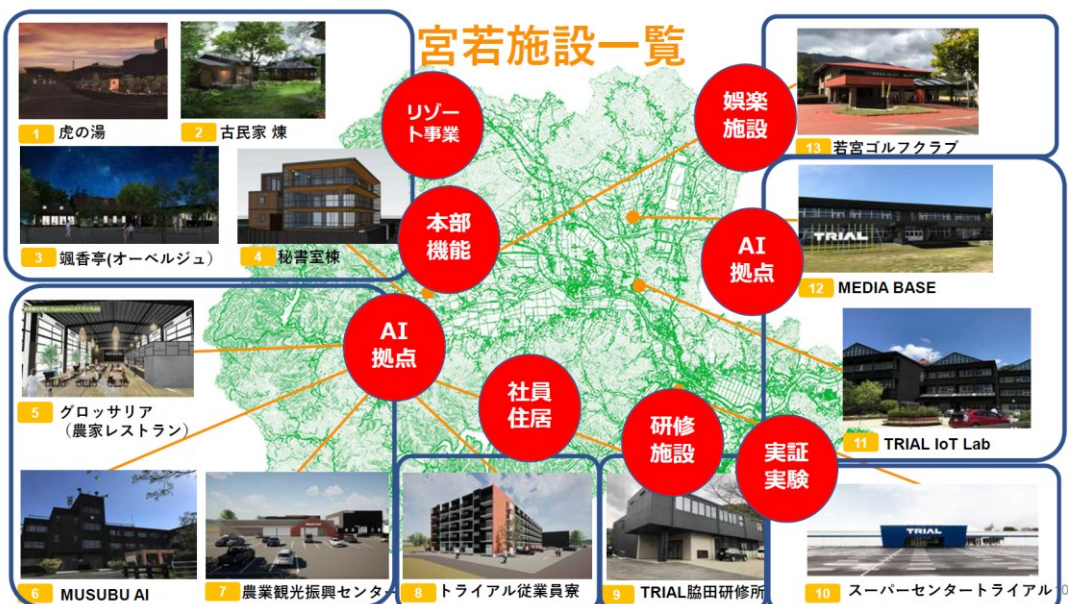 宮若施設一覧
1 虎の湯
2 古民家 煉
3 颯香亭(オーベルジュ)
4 秘書室棟
リゾー
ト事業
本部
機能
娯楽
施設
13 若宮ゴルフクラブ
AI
拠点
TRIAL
12 MEDIA BASE
11 TRIAL IoT Lab
AI
拠点
5 グロッサリア
(農家レストラン)
6 MUSUBU AI
7 農業観光振興センター
社員
住居
8 トライアル従業員寮
研修
施設
9 TRIAL脇田研修所
実証
実験
TRIAL
10 スーパーセンタートライアル